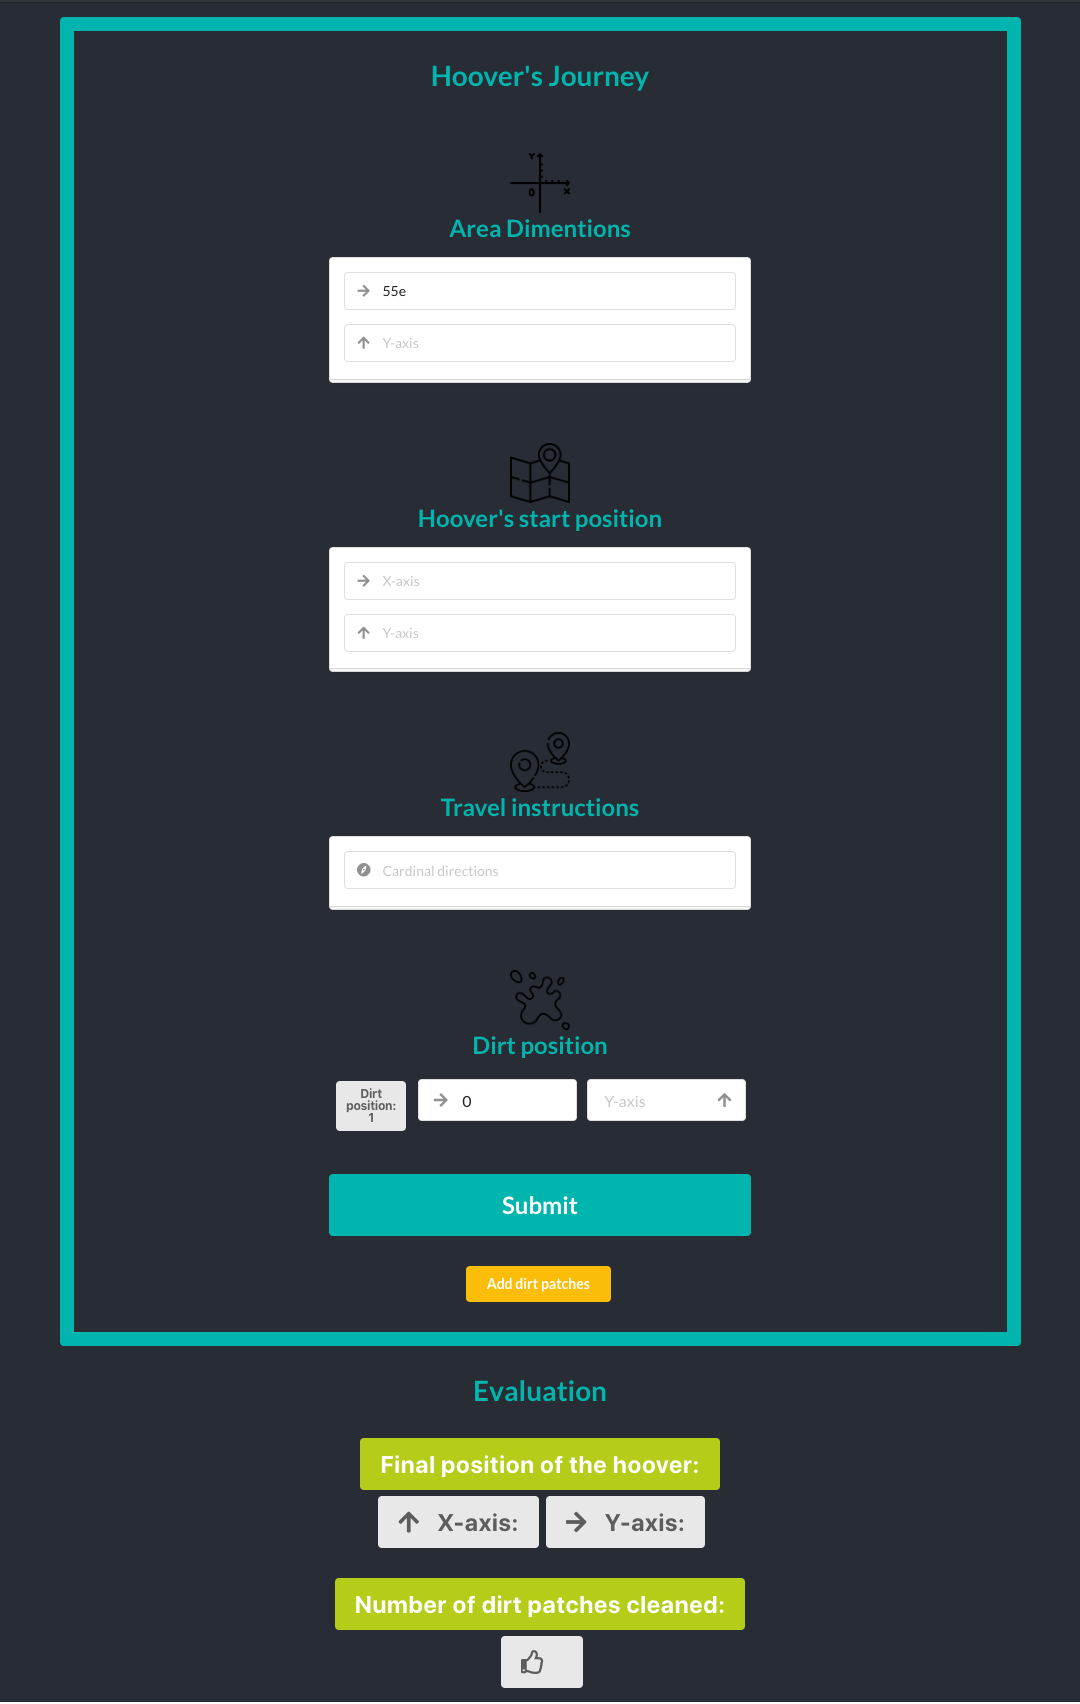 Hoover's Journey
Y
0 X
Area Dimentions
55e
Y-axis
Hoover's start position
X-axis
Y-axis
Travel instructions
Cardinal directions
Dirt position
Dirt
position:
1
0
Y-axis
Submit
Add dirt patches
Evaluation
Final position of the hoover:
X-axis: Y-axis:
Number of dirt patches cleaned: